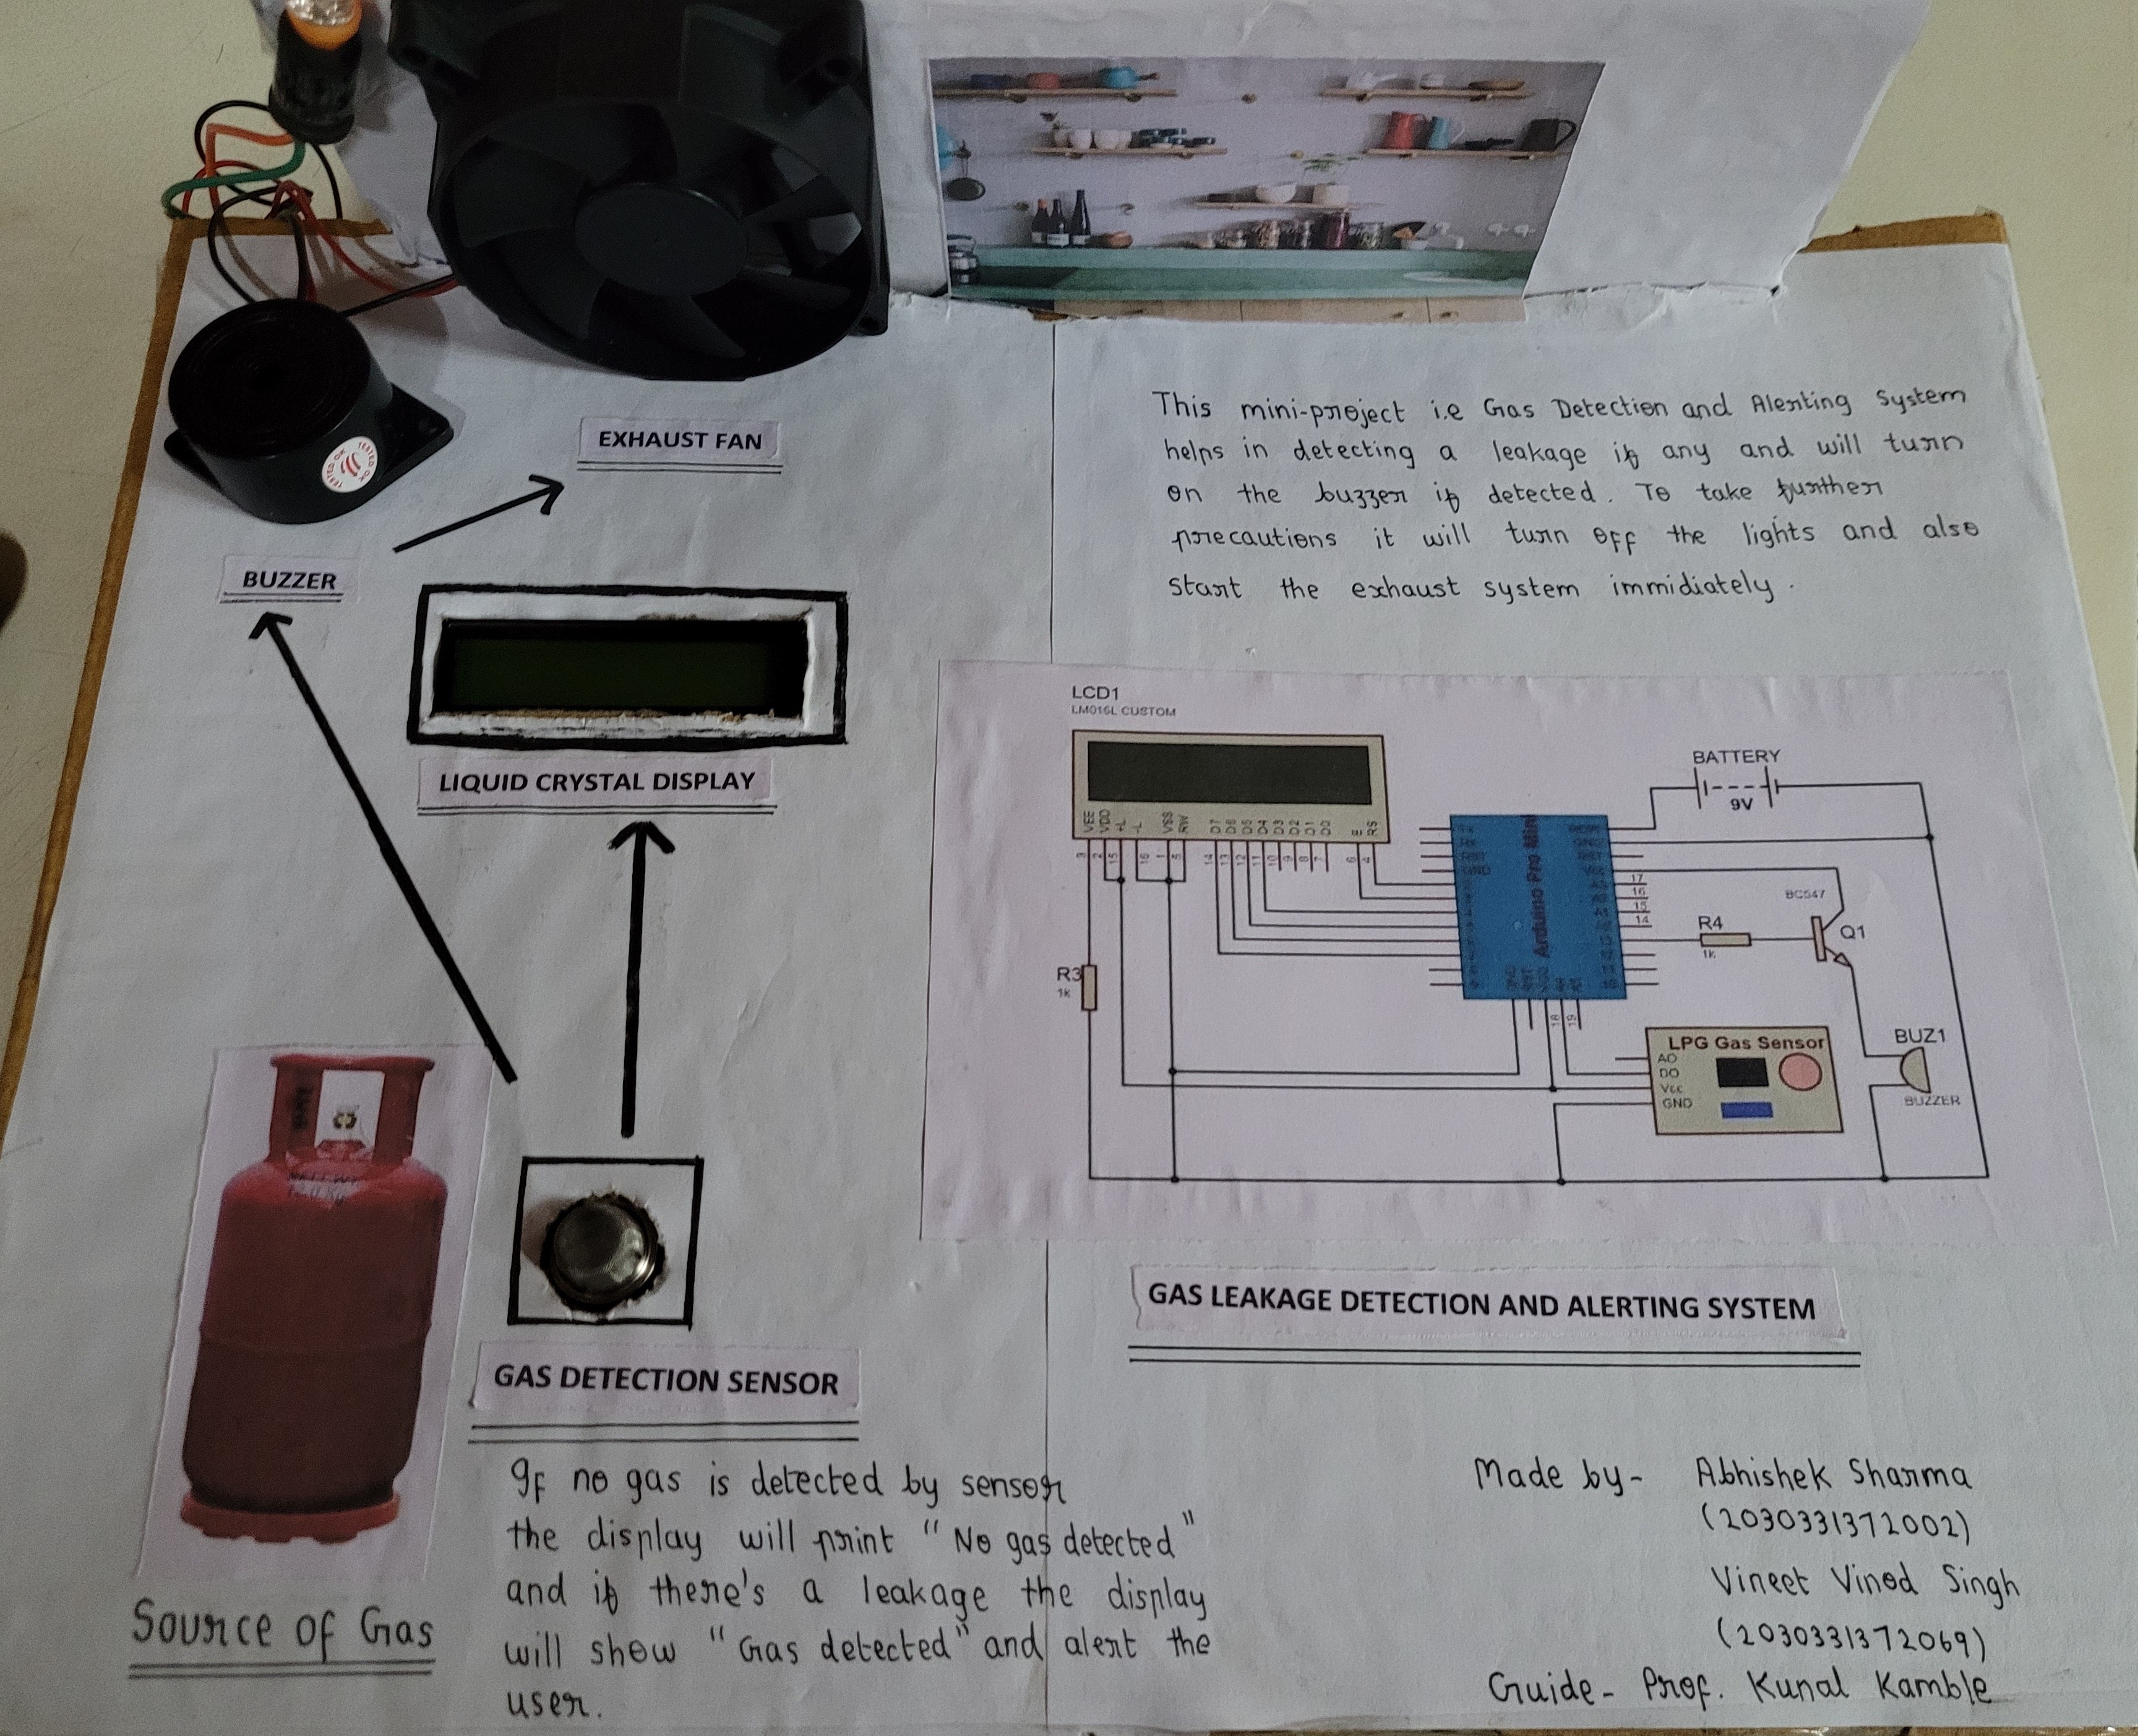 EXHAUST FAN
TESTED OK TESTED OK
BUZZER
LIQUID CRYSTAL DISPLAY
GAS DETECTION SENSOR
If no gas is detected by sensor
the display will print "No gas detected"
and if there's a leakage the display
will show "Gas detected" and alert the
user.
Source of Gas
This mini-project i.e Gas Detection and Alerting System
helps in detecting a leakage if any and will turn
on the buzzer if detected. To take further
precautions it will turn off the lights and also
start the exhaust system immidiately.
LCD1
LM016L CUSTOM
VEE VDD +L -L VSS RW D7 D6 D5 D4 D3 D2 D1 D0 E RS
3 2 15 16 1 5 14 13 12 11 10 9 8 7 6 4
BATTERY
9V
Arduino Pro Mini
GND
17
16
15
14
18 19
BC547
R4
1k
Q1
R3
1k
LPG Gas Sensor
AO
DO
Vcc
GND
BUZ1
BUZZER
GAS LEAKAGE DETECTION AND ALERTING SYSTEM
Made by- Abhishek Sharma
(2030331372002)
Vineet Vinod Singh
(2030331372069)
Guide- Prof. Kunal Kamble